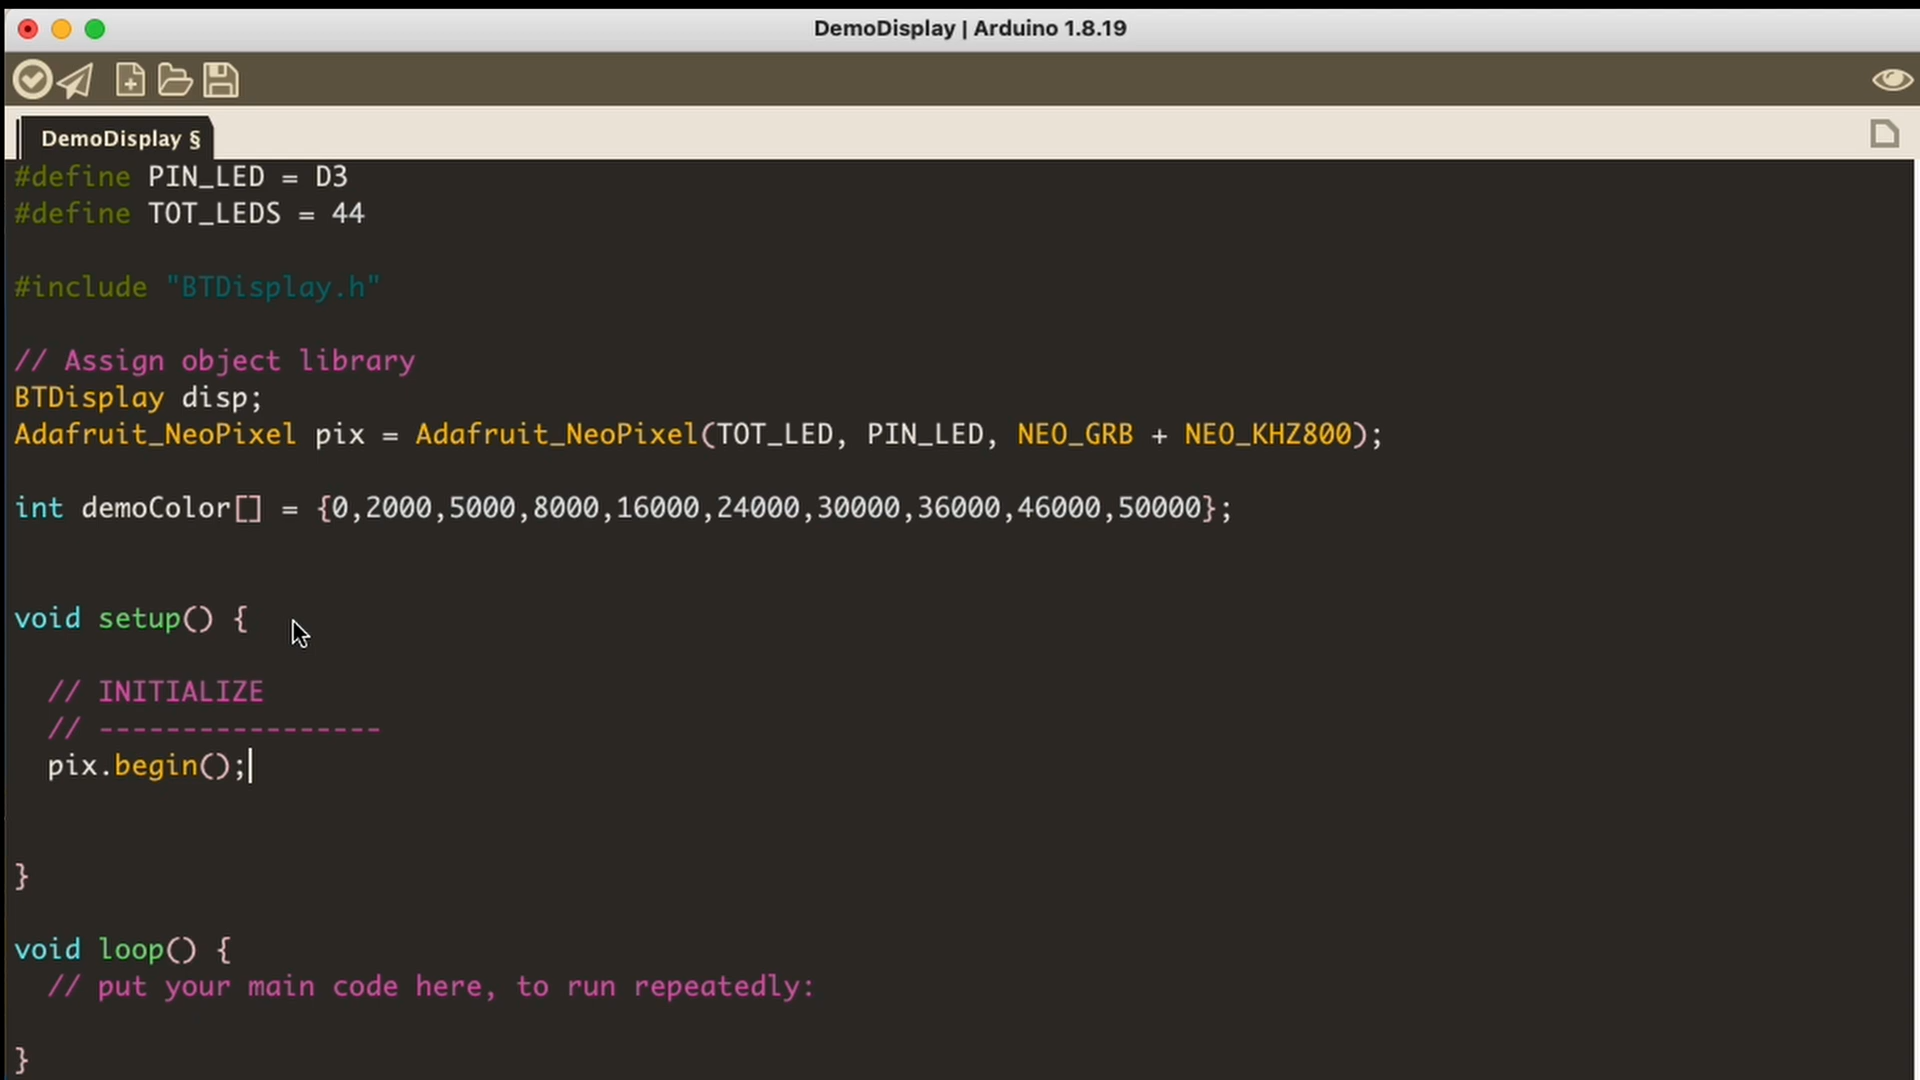 DemoDisplay | Arduino 1.8.19
DemoDisplay §
#define PIN_LED = D3
#define TOT_LEDS = 44
#include "BTDisplay.h"
// Assign object library
BTDisplay disp;
Adafruit_NeoPixel pix = Adafruit_NeoPixel(TOT_LED, PIN_LED, NEO_GRB + NEO_KHZ800);
int demoColor[] = {0,2000,5000,8000,16000,24000,30000,36000,46000,50000};
void setup() {
// INITIALIZE
// -----------------
pix.begin();
}
void loop() {
// put your main code here, to run repeatedly:
}